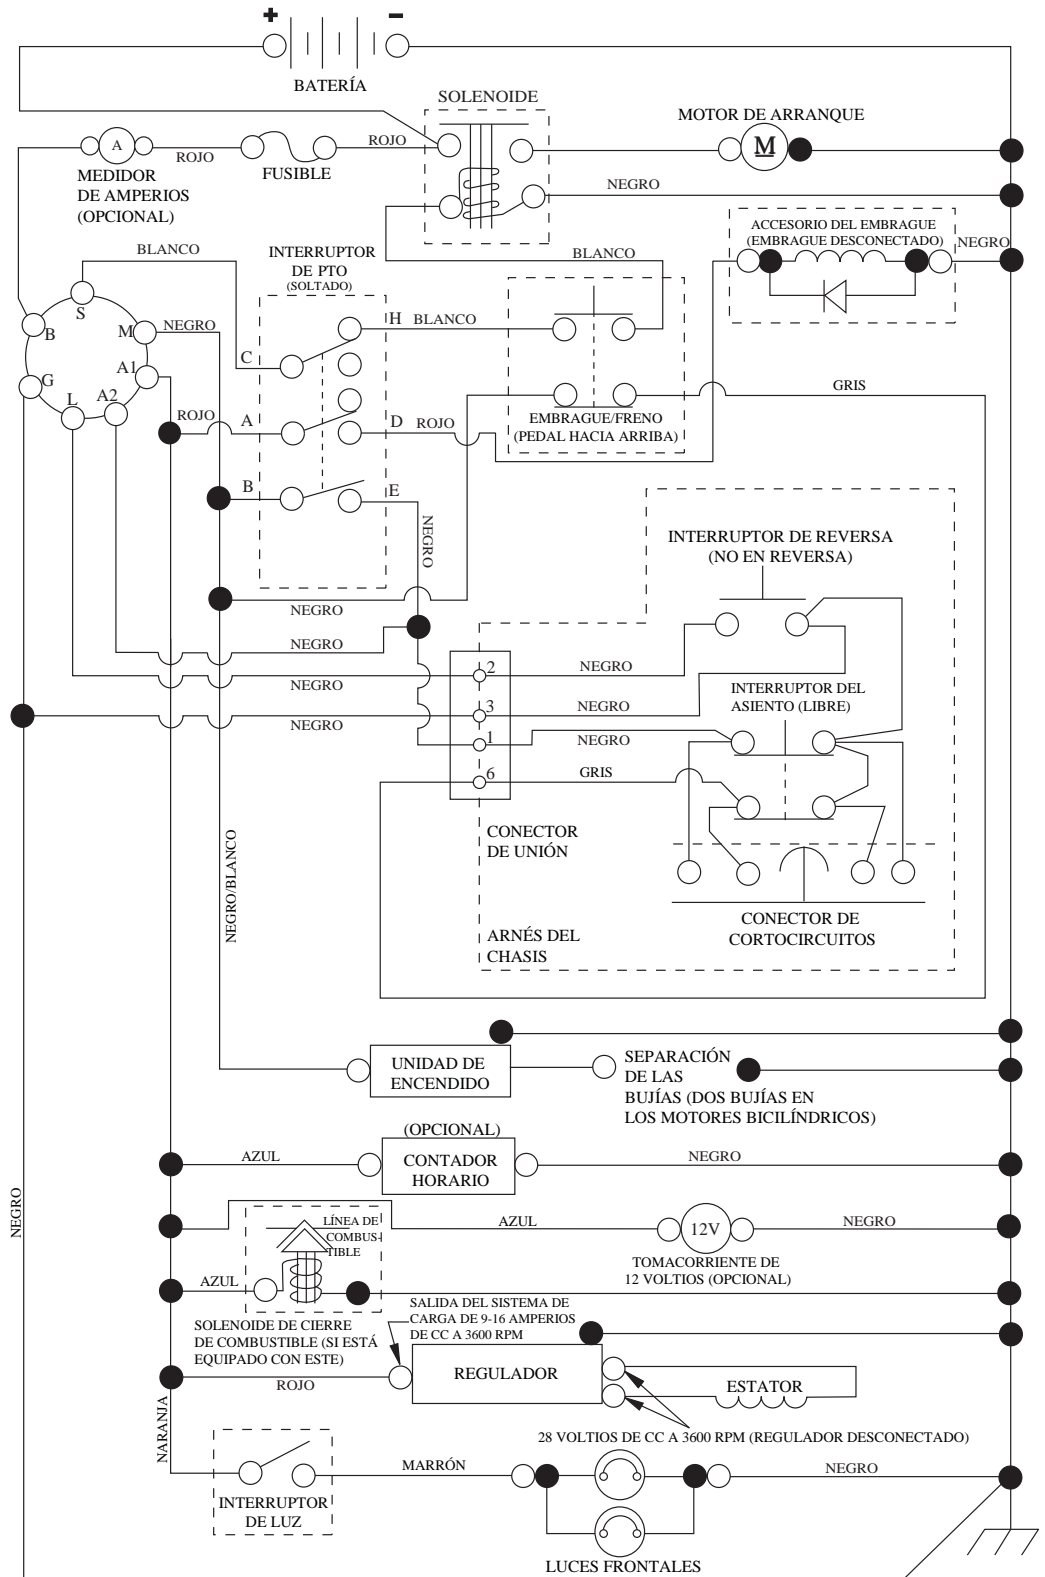 + −
BATERÍA
SOLENOIDE
MOTOR DE ARRANQUE
A
ROJO
ROJO
M
MEDIDOR
DE AMPERIOS
(OPCIONAL)
FUSIBLE
NEGRO
ACCESORIO DEL EMBRAGUE
(EMBRAGUE DESCONECTADO)
NEGRO
BLANCO
INTERRUPTOR
DE PTO
(SOLTADO)
BLANCO
S
B
M
NEGRO
H
BLANCO
C
A1
G
L
A2
GRIS
ROJO
A
D
ROJO
EMBRAGUE/FRENO
(PEDAL HACIA ARRIBA)
B
E
NEGRO
INTERRUPTOR DE REVERSA
(NO EN REVERSA)
NEGRO
NEGRO
2
NEGRO
NEGRO
INTERRUPTOR DEL
ASIENTO (LIBRE)
3
NEGRO
NEGRO
1
NEGRO
6
GRIS
CONECTOR
DE UNIÓN
NEGRO/BLANCO
CONECTOR DE
CORTOCIRCUITOS
ARNÉS DEL
CHASIS
UNIDAD DE
ENCENDIDO
SEPARACIÓN
DE LAS
BUJÍAS (DOS BUJÍAS EN
LOS MOTORES BICILÍNDRICOS)
(OPCIONAL)
AZUL
CONTADOR
HORARIO
NEGRO
NEGRO
LÍNEA DE
COMBUS-
TIBLE
AZUL
12V
NEGRO
TOMACORRIENTE DE
12 VOLTIOS (OPCIONAL)
AZUL
SALIDA DEL SISTEMA DE
CARGA DE 9-16 AMPERIOS
DE CC A 3600 RPM
SOLENOIDE DE CIERRE
DE COMBUSTIBLE (SI ESTÁ
EQUIPADO CON ESTE)
REGULADOR
ROJO
ESTATOR
NARANJA
28 VOLTIOS DE CC A 3600 RPM (REGULADOR DESCONECTADO)
MARRÓN
NEGRO
INTERRUPTOR
DE LUZ
LUCES FRONTALES